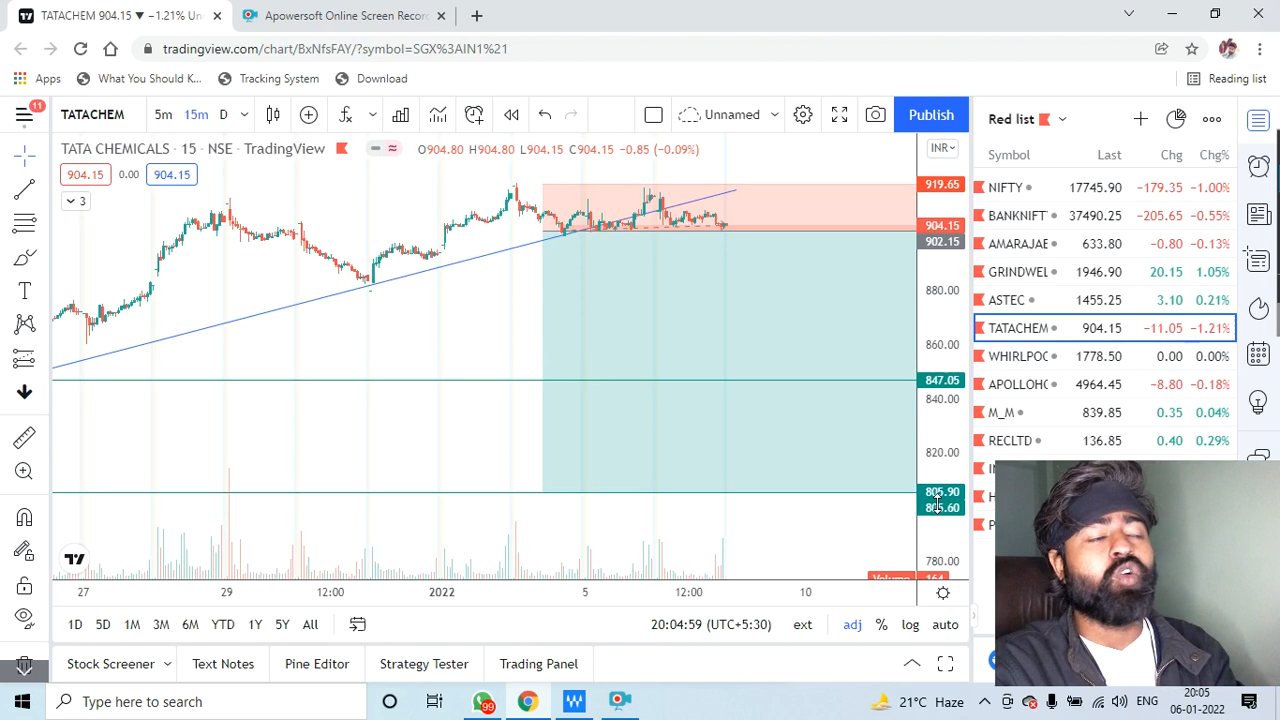 TATACHEM 904.15 ▼ −1.21% Un
Apowersoft Online Screen Recor
tradingview.com/chart/BxNfsFAY/?symbol=SGX%3AIN1%21
Apps
What You Should K...
Tracking System
Download
Reading list
11
TATACHEM
5m
15m
D
Unnamed
Publish
TATA CHEMICALS · 15 · NSE · TradingView
O904.80 H904.80 L904.15 C904.15 −0.85 (−0.09%)
INR
904.15
0.00
904.15
3
919.65
904.15
902.15
880.00
860.00
847.05
840.00
820.00
805.90
780.00
Volume
164
27
29
12:00
2022
5
12:00
10
1D
5D
1M
3M
6M
YTD
1Y
5Y
All
20:04:59 (UTC+5:30)
ext
adj
%
log
auto
Stock Screener
Text Notes
Pine Editor
Strategy Tester
Trading Panel
Red list
Symbol Last Chg Chg%
NIFTY 17745.90 −179.35 −1.00%
BANKNIFT 37490.25 −205.65 −0.55%
AMARAJAE 633.80 −0.80 −0.13%
GRINDWEL 1946.90 20.15 1.05%
ASTEC 1455.25 3.10 0.21%
TATACHEM 904.15 −11.05 −1.21%
WHIRLPOO 1778.50 0.00 0.00%
APOLLOHO 4964.45 −8.80 −0.18%
M_M 839.85 0.35 0.04%
RECLTD 136.85 0.40 0.29%
Type here to search
99
21°C Haze
ENG
20:05
06-01-2022